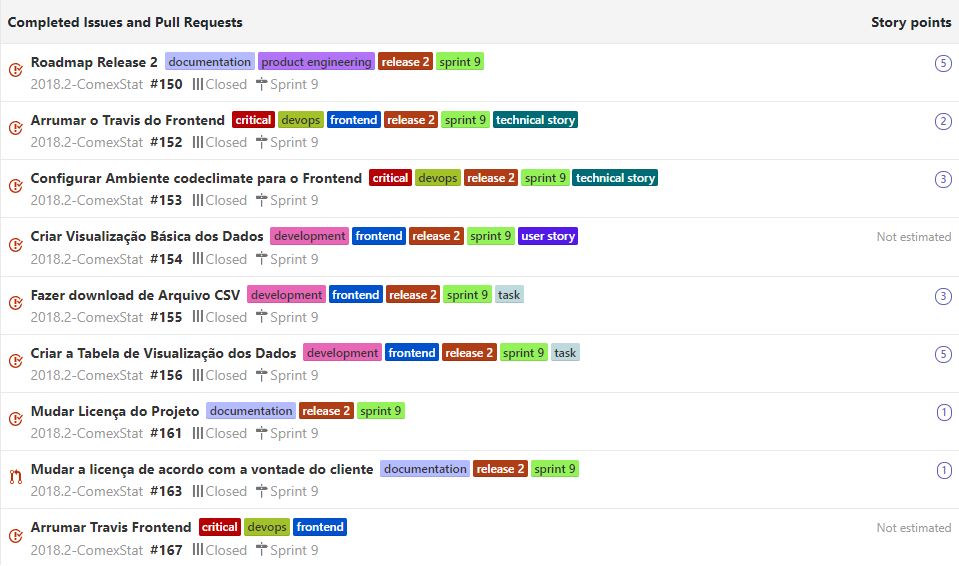 Completed Issues and Pull Requests Story points
Roadmap Release 2 documentation product engineering release 2 sprint 9 5
2018.2-ComexStat #150 Closed Sprint 9
Arrumar o Travis do Frontend critical devops frontend release 2 sprint 9 technical story 2
2018.2-ComexStat #152 Closed Sprint 9
Configurar Ambiente codeclimate para o Frontend critical devops release 2 sprint 9 technical story 3
2018.2-ComexStat #153 Closed Sprint 9
Criar Visualização Básica dos Dados development frontend release 2 sprint 9 user story Not estimated
2018.2-ComexStat #154 Closed Sprint 9
Fazer download de Arquivo CSV development frontend release 2 sprint 9 task 3
2018.2-ComexStat #155 Closed Sprint 9
Criar a Tabela de Visualização dos Dados development frontend release 2 sprint 9 task 5
2018.2-ComexStat #156 Closed Sprint 9
Mudar Licença do Projeto documentation release 2 sprint 9 1
2018.2-ComexStat #161 Closed Sprint 9
Mudar a licença de acordo com a vontade do cliente documentation release 2 sprint 9 1
2018.2-ComexStat #163 Closed Sprint 9
Arrumar Travis Frontend critical devops frontend Not estimated
2018.2-ComexStat #167 Closed Sprint 9